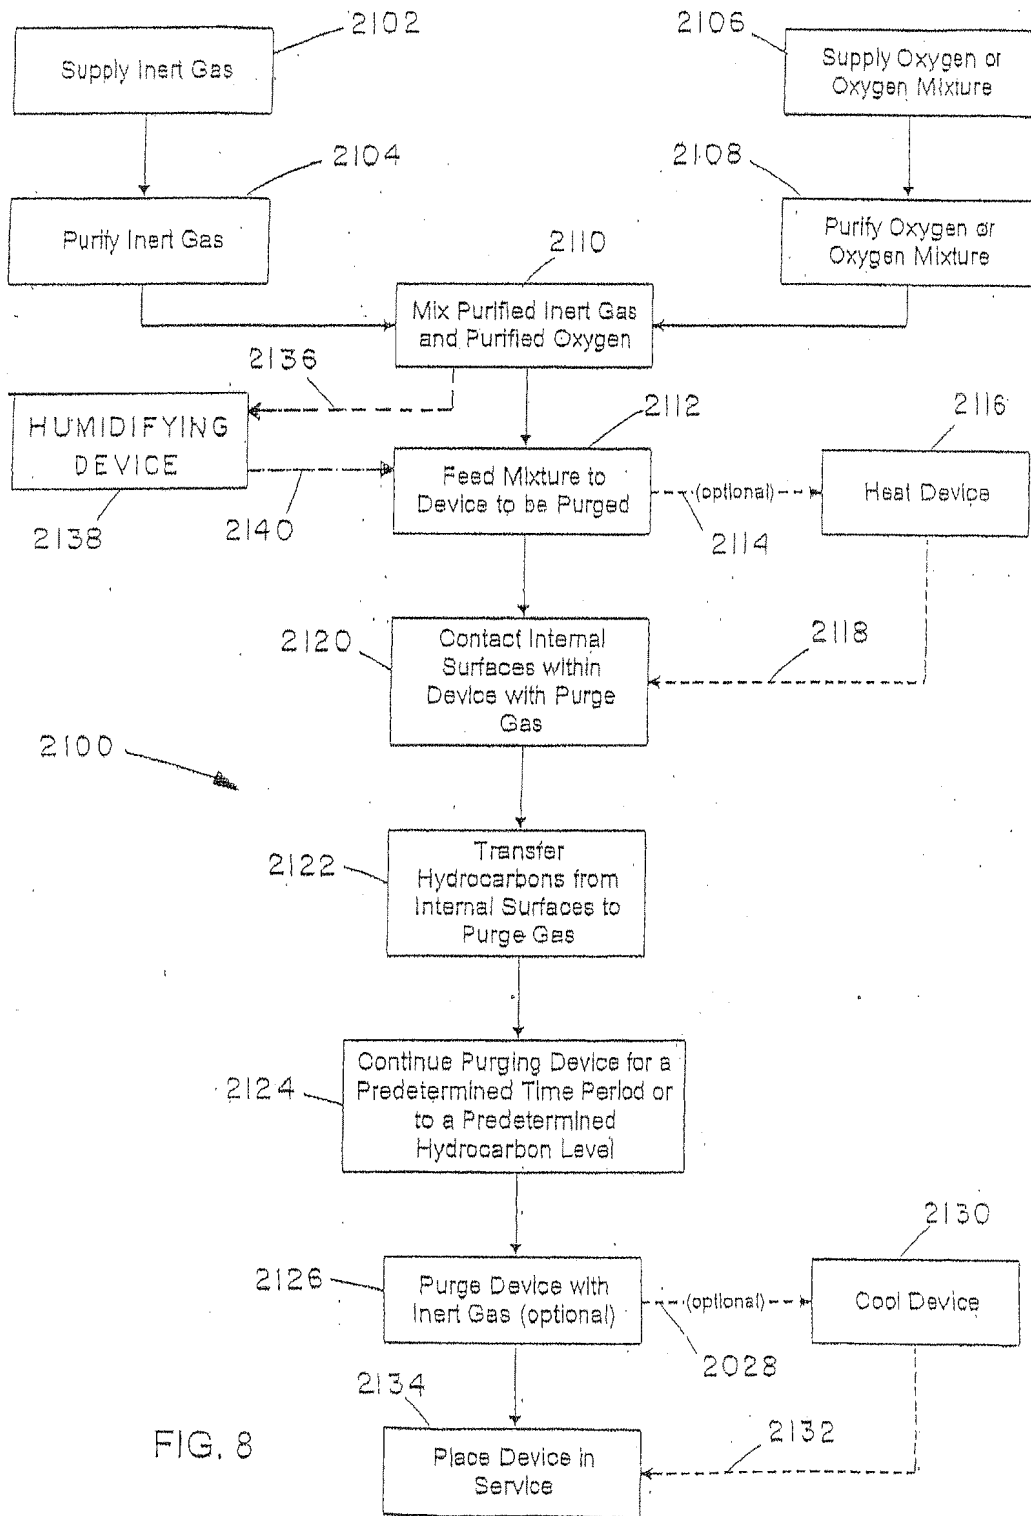 2102
2106
Supply Inert Gas
Supply Oxygen or
Oxygen Mixture
2104
2108
Purify Inert Gas
Purify Oxygen or
Oxygen Mixture
2110
Mix Purified Inert Gas
and Purified Oxygen
2136
HUMIDIFYING
DEVICE
2138
2140
2112
Feed Mixture to
Device to be Purged
(optional)
2114
2116
Heat Device
2118
2120
Contact Internal
Surfaces within
Device with Purge
Gas
2100
2122
Transfer
Hydrocarbons from
Internal Surfaces to
Purge Gas
2124
Continue Purging Device for a
Predetermined Time Period or
to a Predetermined
Hydrocarbon Level
2126
Purge Device with
Inert Gas (optional)
(optional)
2028
2130
Cool Device
2132
2134
Place Device in
Service
FIG. 8